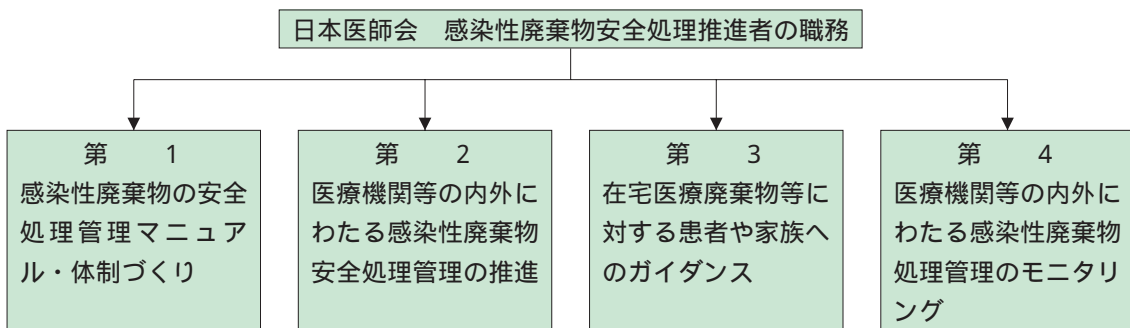 日本医師会　感染性廃棄物安全処理推進者の職務
第　1
感染性廃棄物の安全
処理管理マニュア
ル・体制づくり
第　2
医療機関等の内外に
わたる感染性廃棄物
安全処理管理の推進
第　3
在宅医療廃棄物等に
対する患者や家族へ
のガイダンス
第　4
医療機関等の内外に
わたる感染性廃棄物
処理管理のモニタリ
ング